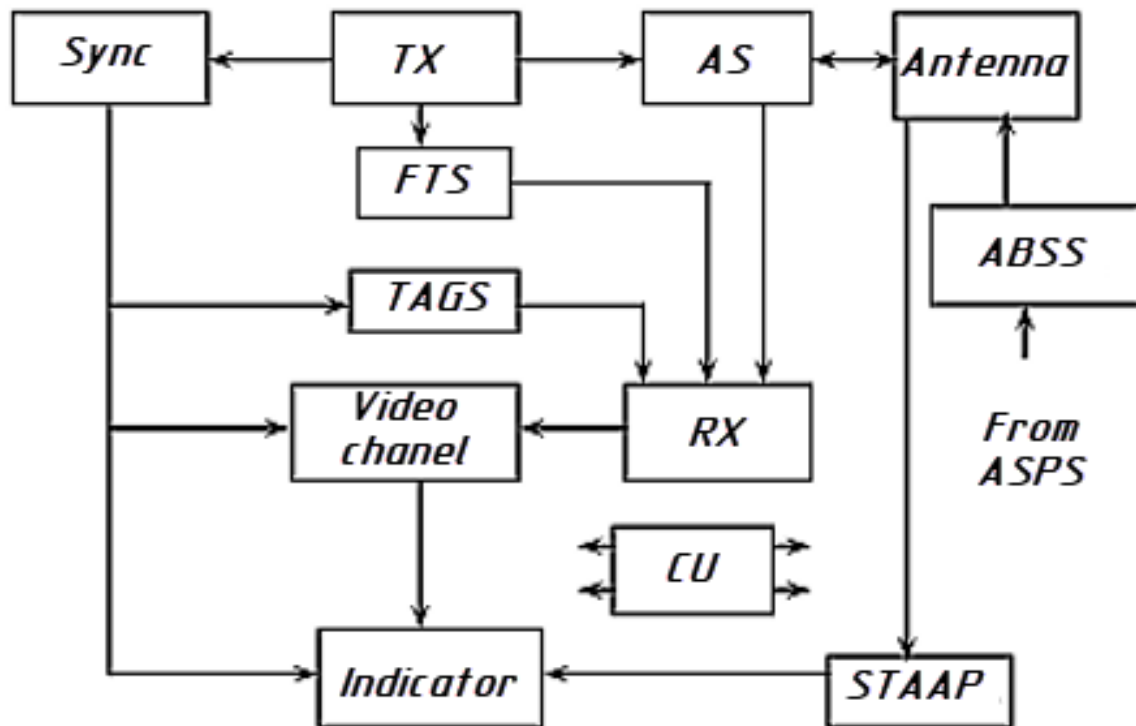 Sync
TX
AS
Antenna
FTS
ABSS
TAGS
Video
chanel
RX
From
ASPS
CU
Indicator
STAAP